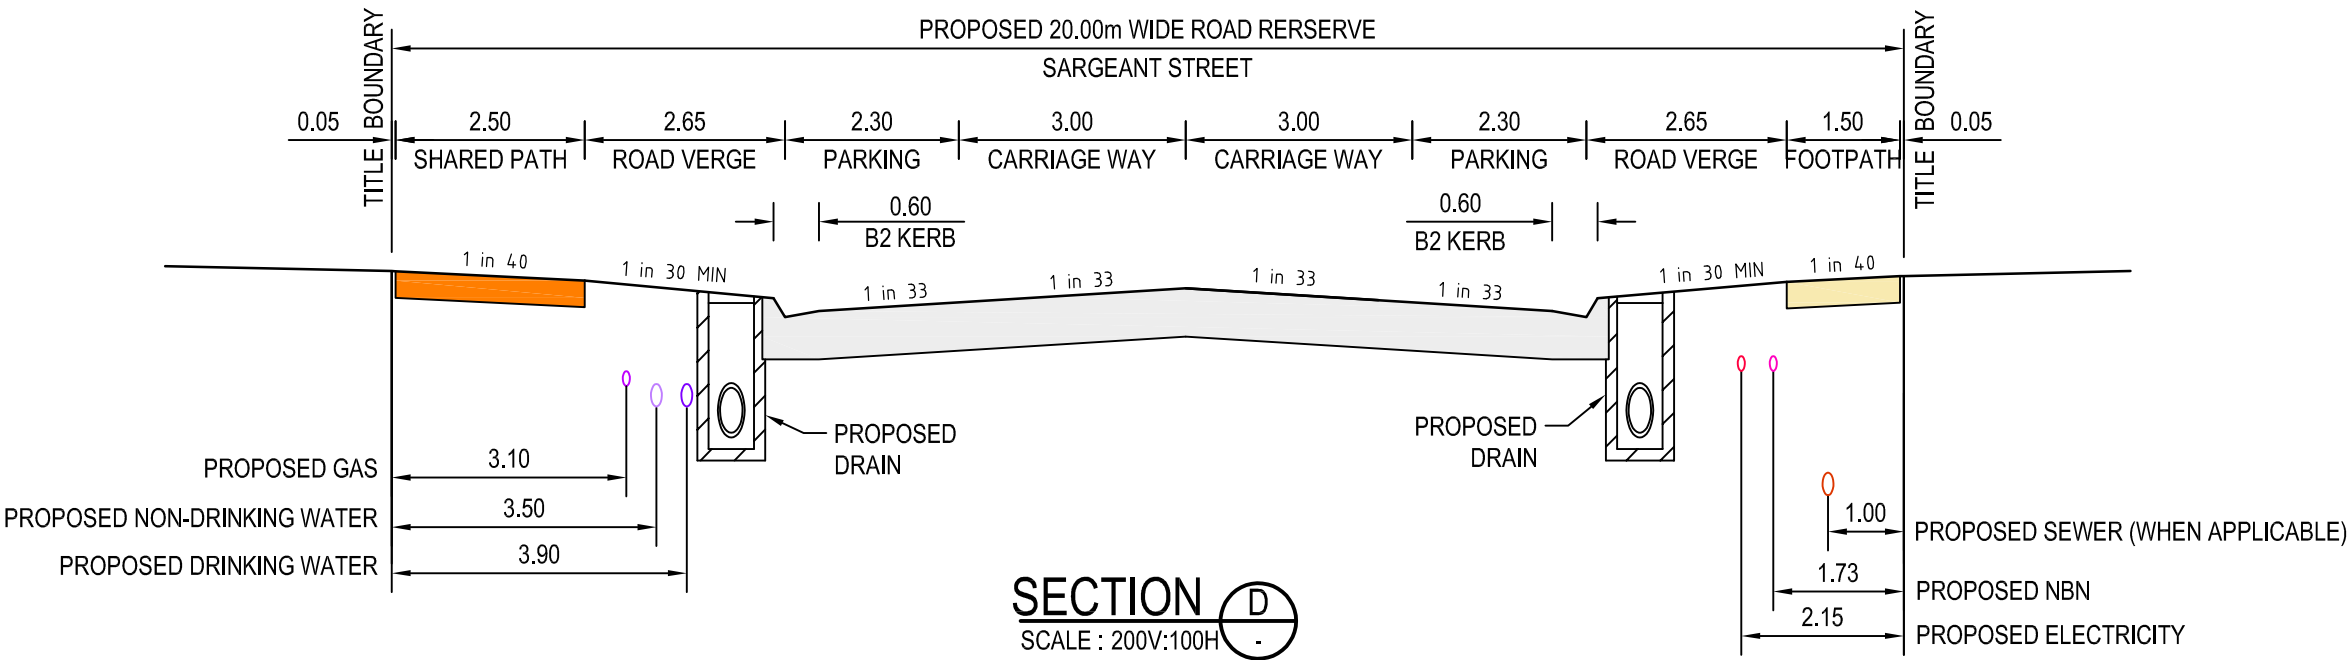 PROPOSED 20.00m WIDE ROAD RERSERVE
SARGEANT STREET
TITLE BOUNDARY
TITLE BOUNDARY
0.05 2.50 2.65 2.30 3.00 3.00 2.30 2.65 1.50 0.05
SHARED PATH ROAD VERGE PARKING CARRIAGE WAY CARRIAGE WAY PARKING ROAD VERGE FOOTPATH
0.60 0.60
B2 KERB B2 KERB
1 in 40 1 in 30 MIN 1 in 33 1 in 33 1 in 33 1 in 33 1 in 30 MIN 1 in 40
PROPOSED
DRAIN
PROPOSED
DRAIN
PROPOSED GAS 3.10
PROPOSED NON-DRINKING WATER 3.50
PROPOSED DRINKING WATER 3.90
1.00 PROPOSED SEWER (WHEN APPLICABLE)
1.73 PROPOSED NBN
2.15 PROPOSED ELECTRICITY
SECTION D
SCALE : 200V:100H -